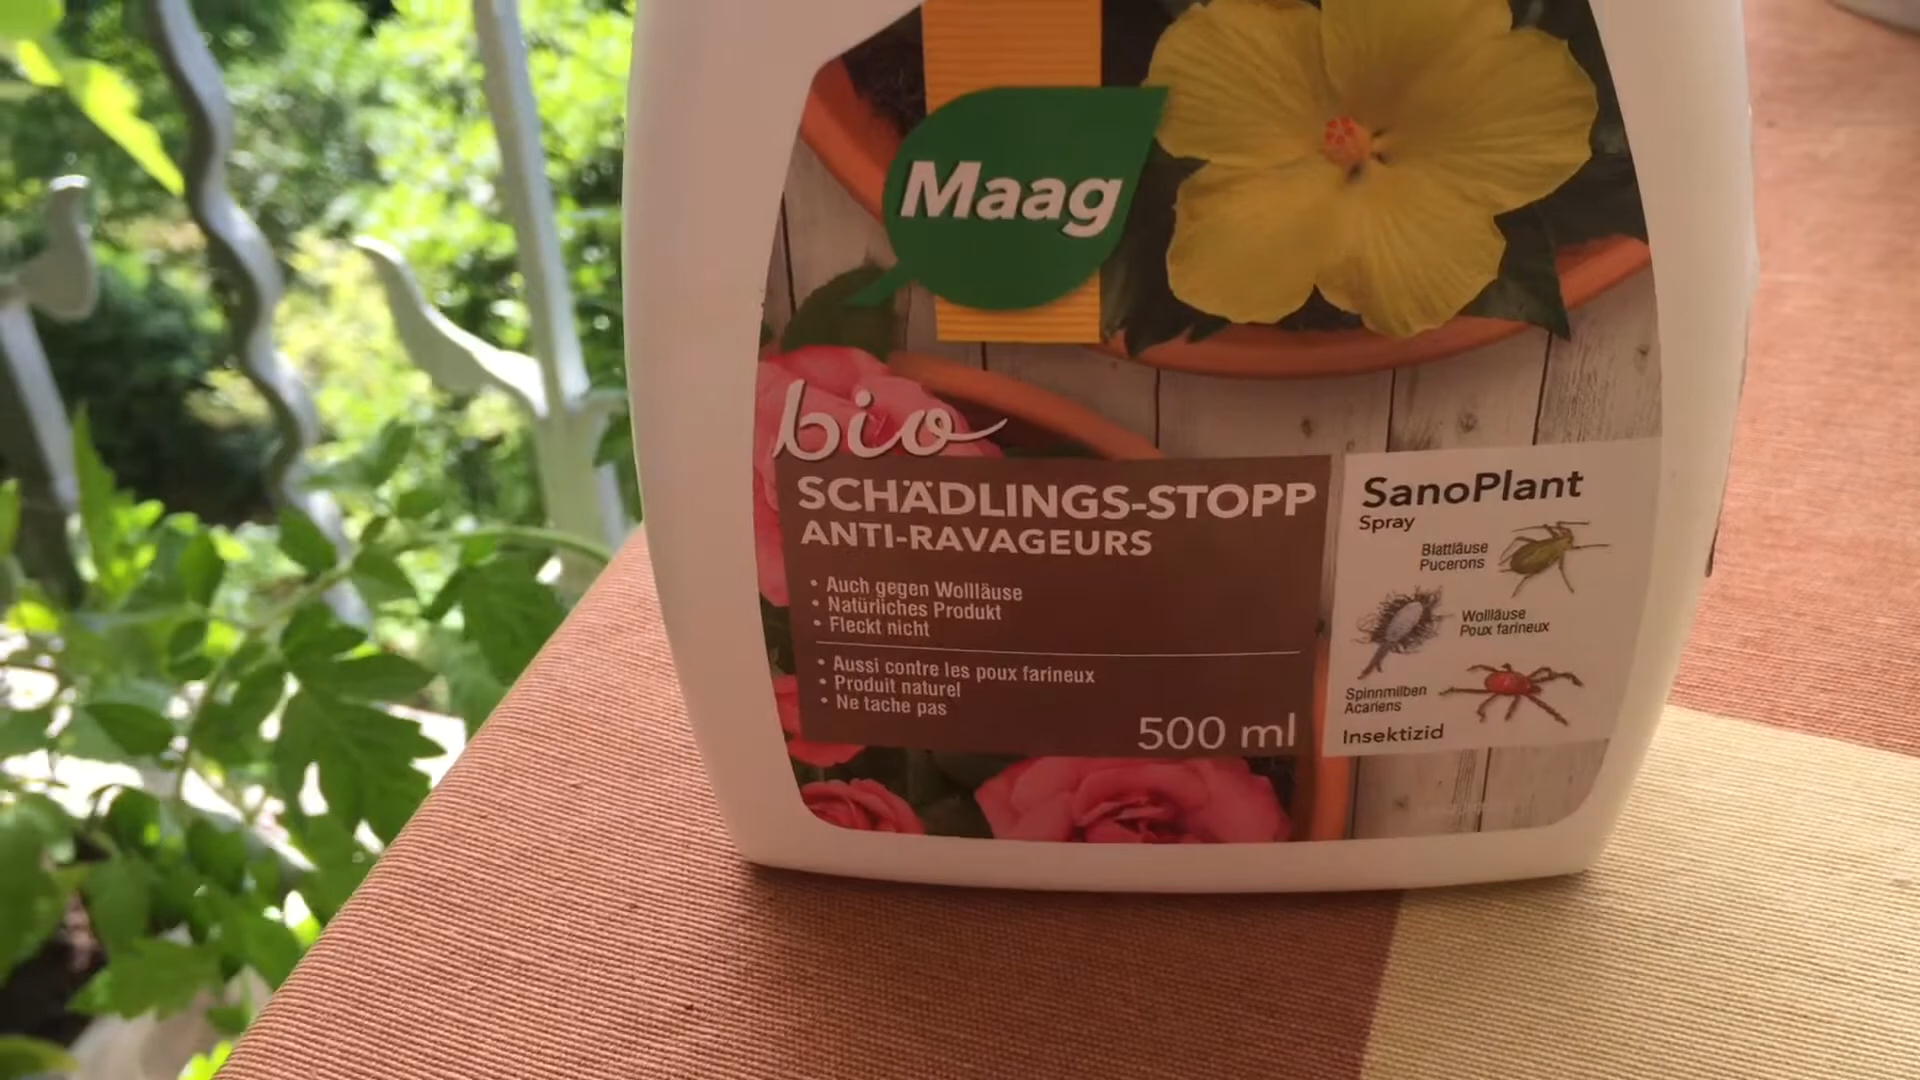 Maag
bio
SCHÄDLINGS-STOPP
ANTI-RAVAGEURS
• Auch gegen Wollläuse
• Natürliches Produkt
• Fleckt nicht
• Aussi contre les poux farineux
• Produit naturel
• Ne tache pas
500 ml
SanoPlant
Spray
Blattläuse
Pucerons
Wollläuse
Poux farineux
Spinnmilben
Acariens
Insektizid